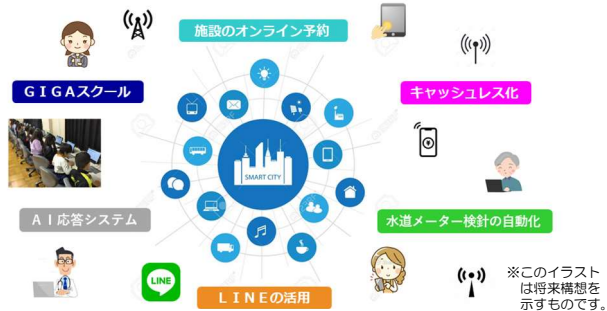 施設のオンライン予約
GIGAスクール
キャッシュレス化
SMART CITY
AI応答システム
水道メーター検針の自動化
LINE
LINEの活用
※このイラスト
は将来構想を
示すものです。